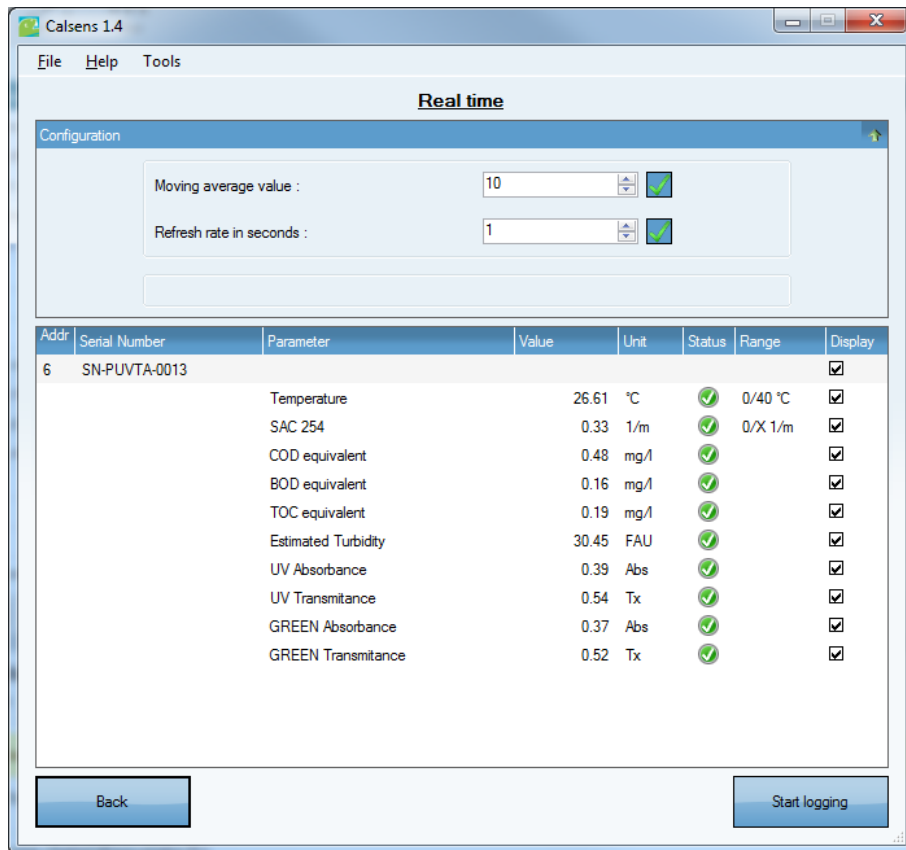 Calsens 1.4
File Help Tools
Real time
Configuration
Moving average value : 10
Refresh rate in seconds : 1
Addr Serial Number Parameter Value Unit Status Range Display
6 SN-PUVTA-0013
Temperature 26.61 °C 0/40 °C
SAC 254 0.33 1/m 0/X 1/m
COD equivalent 0.48 mg/l
BOD equivalent 0.16 mg/l
TOC equivalent 0.19 mg/l
Estimated Turbidity 30.45 FAU
UV Absorbance 0.39 Abs
UV Transmitance 0.54 Tx
GREEN Absorbance 0.37 Abs
GREEN Transmitance 0.52 Tx
Back Start logging